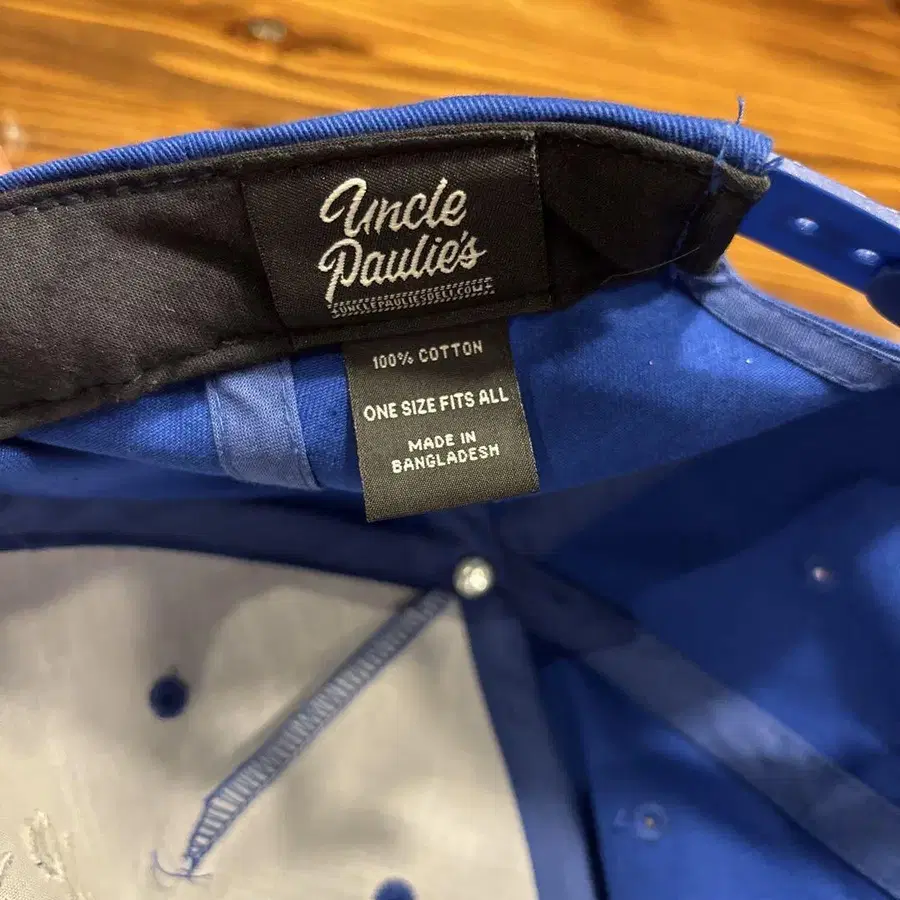 Uncle
Paulie's
UNCLEPAULIESDELI.COM
100% COTTON
ONE SIZE FITS ALL
MADE IN
BANGLADESH